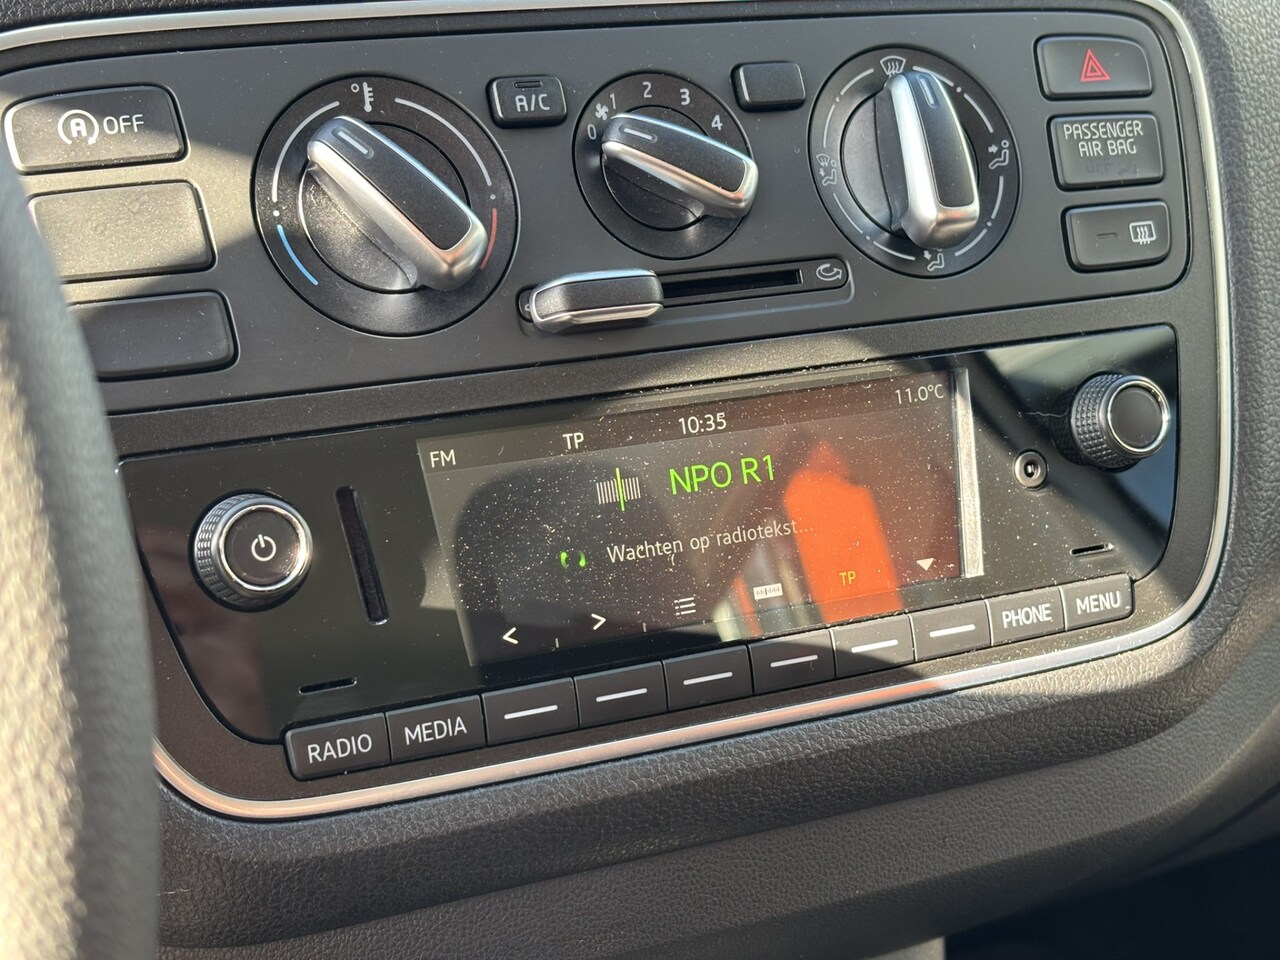 A OFF
A/C
0 1 2 3 4
PASSENGER
AIR BAG
FM TP 10:35 11.0°C
NPO R1
Wachten op radiotekst...
< > TP
RADIO MEDIA PHONE MENU